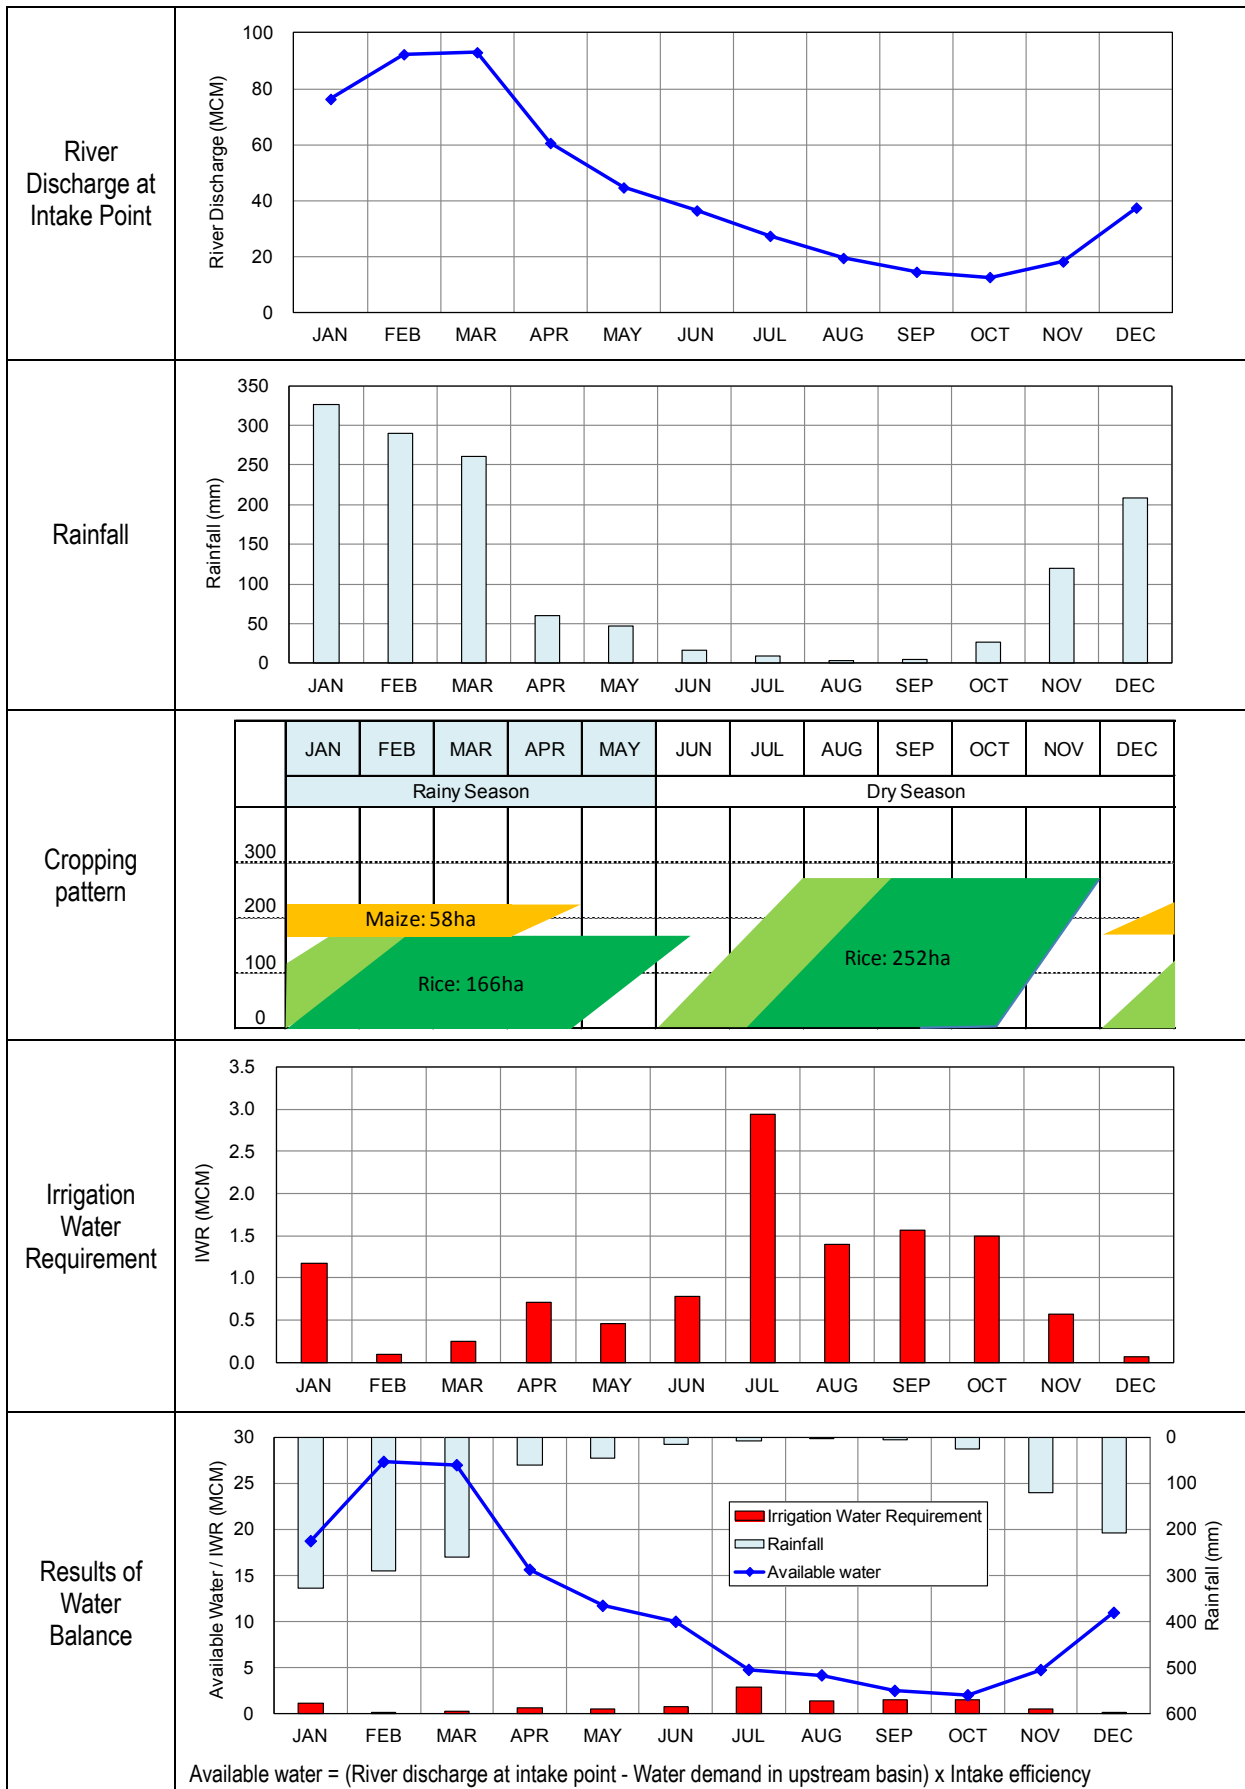 River
Discharge at
Intake Point
River Discharge (MCM)
100
80
60
40
20
0
JAN FEB MAR APR MAY JUN JUL AUG SEP OCT NOV DEC
Rainfall
Rainfall (mm)
350
300
250
200
150
100
50
0
JAN FEB MAR APR MAY JUN JUL AUG SEP OCT NOV DEC
Cropping
pattern
JAN FEB MAR APR MAY JUN JUL AUG SEP OCT NOV DEC
Rainy Season Dry Season
300
200
100
0
Maize: 58ha
Rice: 166ha
Rice: 252ha
Irrigation
Water
Requirement
IWR (MCM)
3.5
3.0
2.5
2.0
1.5
1.0
0.5
0.0
JAN FEB MAR APR MAY JUN JUL AUG SEP OCT NOV DEC
Results of
Water
Balance
Available Water / IWR (MCM)
30
25
20
15
10
5
0
Irrigation Water Requirement
Rainfall
Available water
0
100
200
300
400
500
600
Rainfall (mm)
JAN FEB MAR APR MAY JUN JUL AUG SEP OCT NOV DEC
Available water = (River discharge at intake point - Water demand in upstream basin) x Intake efficiency